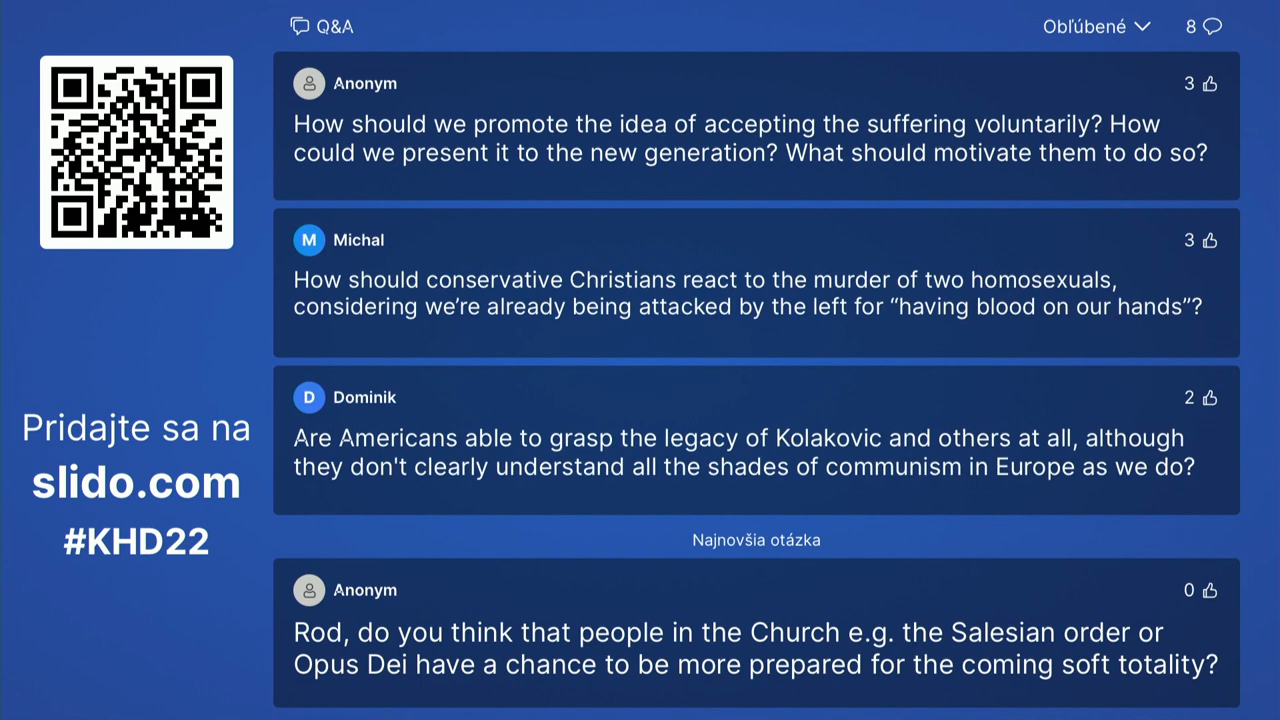 Q&A
Obľúbené
8
Anonym
3
How should we promote the idea of accepting the suffering voluntarily? How
could we present it to the new generation? What should motivate them to do so?
M
Michal
3
How should conservative Christians react to the murder of two homosexuals,
considering we’re already being attacked by the left for “having blood on our hands”?
D
Dominik
2
Are Americans able to grasp the legacy of Kolakovic and others at all, although
they don't clearly understand all the shades of communism in Europe as we do?
Najnovšia otázka
Anonym
0
Rod, do you think that people in the Church e.g. the Salesian order or
Opus Dei have a chance to be more prepared for the coming soft totality?
Pridajte sa na
slido.com
#KHD22